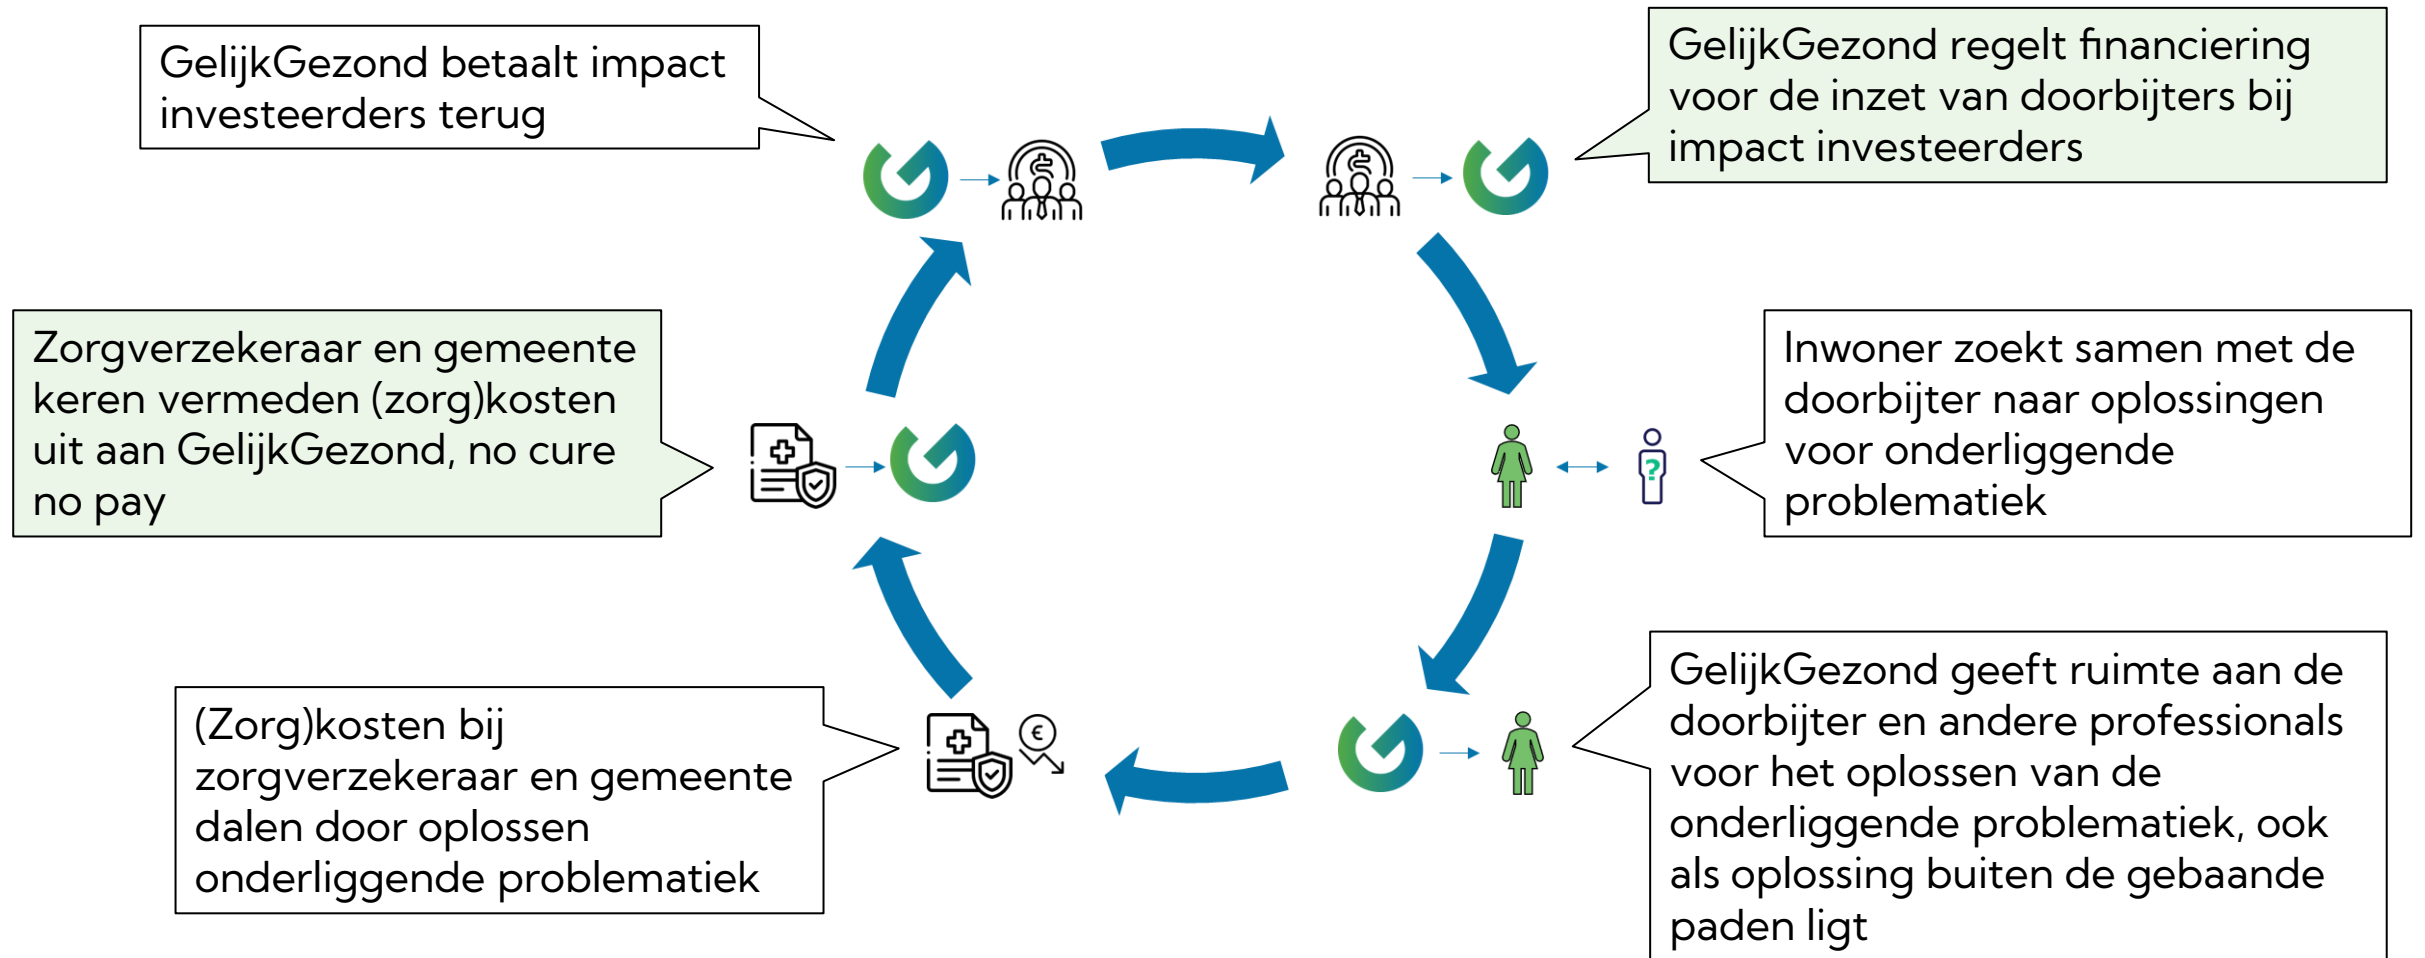 GelijkGezond betaalt impact
investeerders terug
GelijkGezond regelt financiering
voor de inzet van doorbijters bij
impact investeerders
Zorgverzekeraar en gemeente
keren vermeden (zorg)kosten
uit aan GelijkGezond, no cure
no pay
Inwoner zoekt samen met de
doorbijter naar oplossingen
voor onderliggende
problematiek
?
(Zorg)kosten bij
zorgverzekeraar en gemeente
dalen door oplossen
onderliggende problematiek
€
GelijkGezond geeft ruimte aan de
doorbijter en andere professionals
voor het oplossen van de
onderliggende problematiek, ook
als oplossing buiten de gebaande
paden ligt